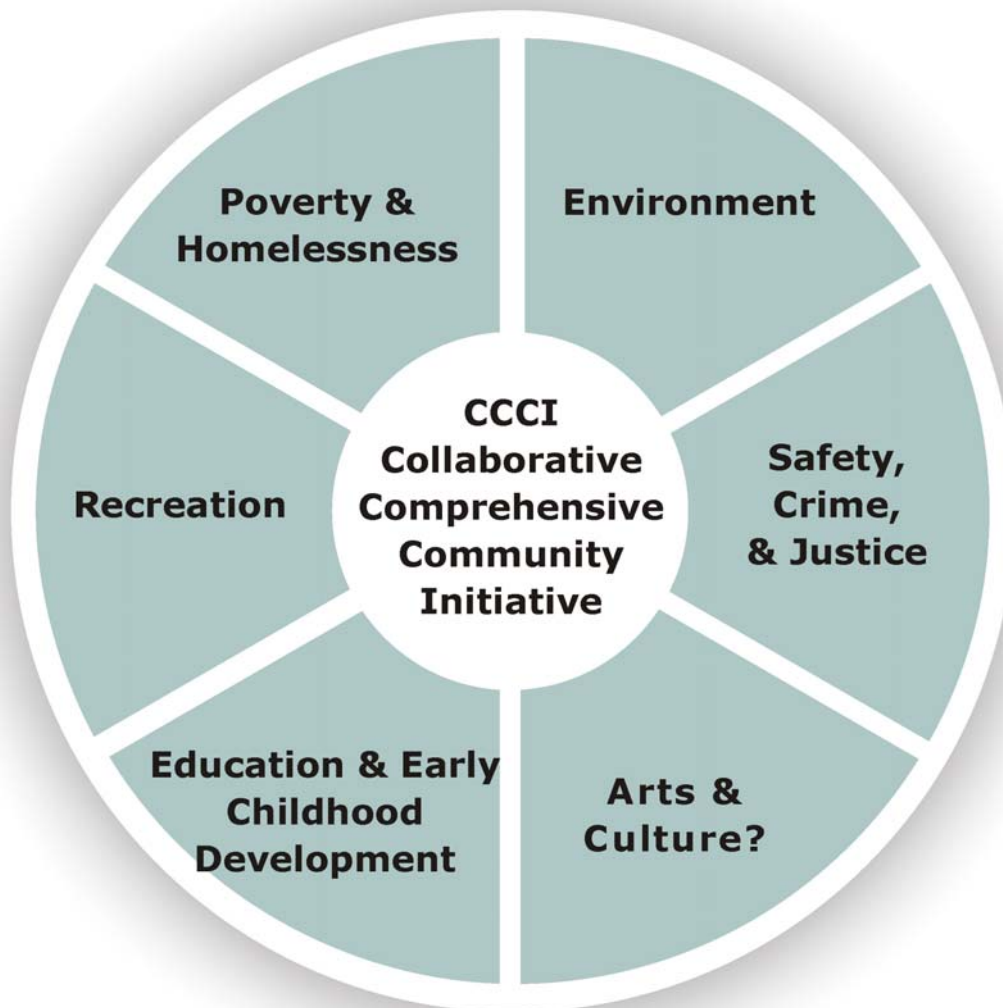 Poverty &
Homelessness
Environment
Recreation
CCCI
Collaborative
Comprehensive
Community
Initiative
Safety,
Crime,
& Justice
Education & Early
Childhood
Development
Arts &
Culture?